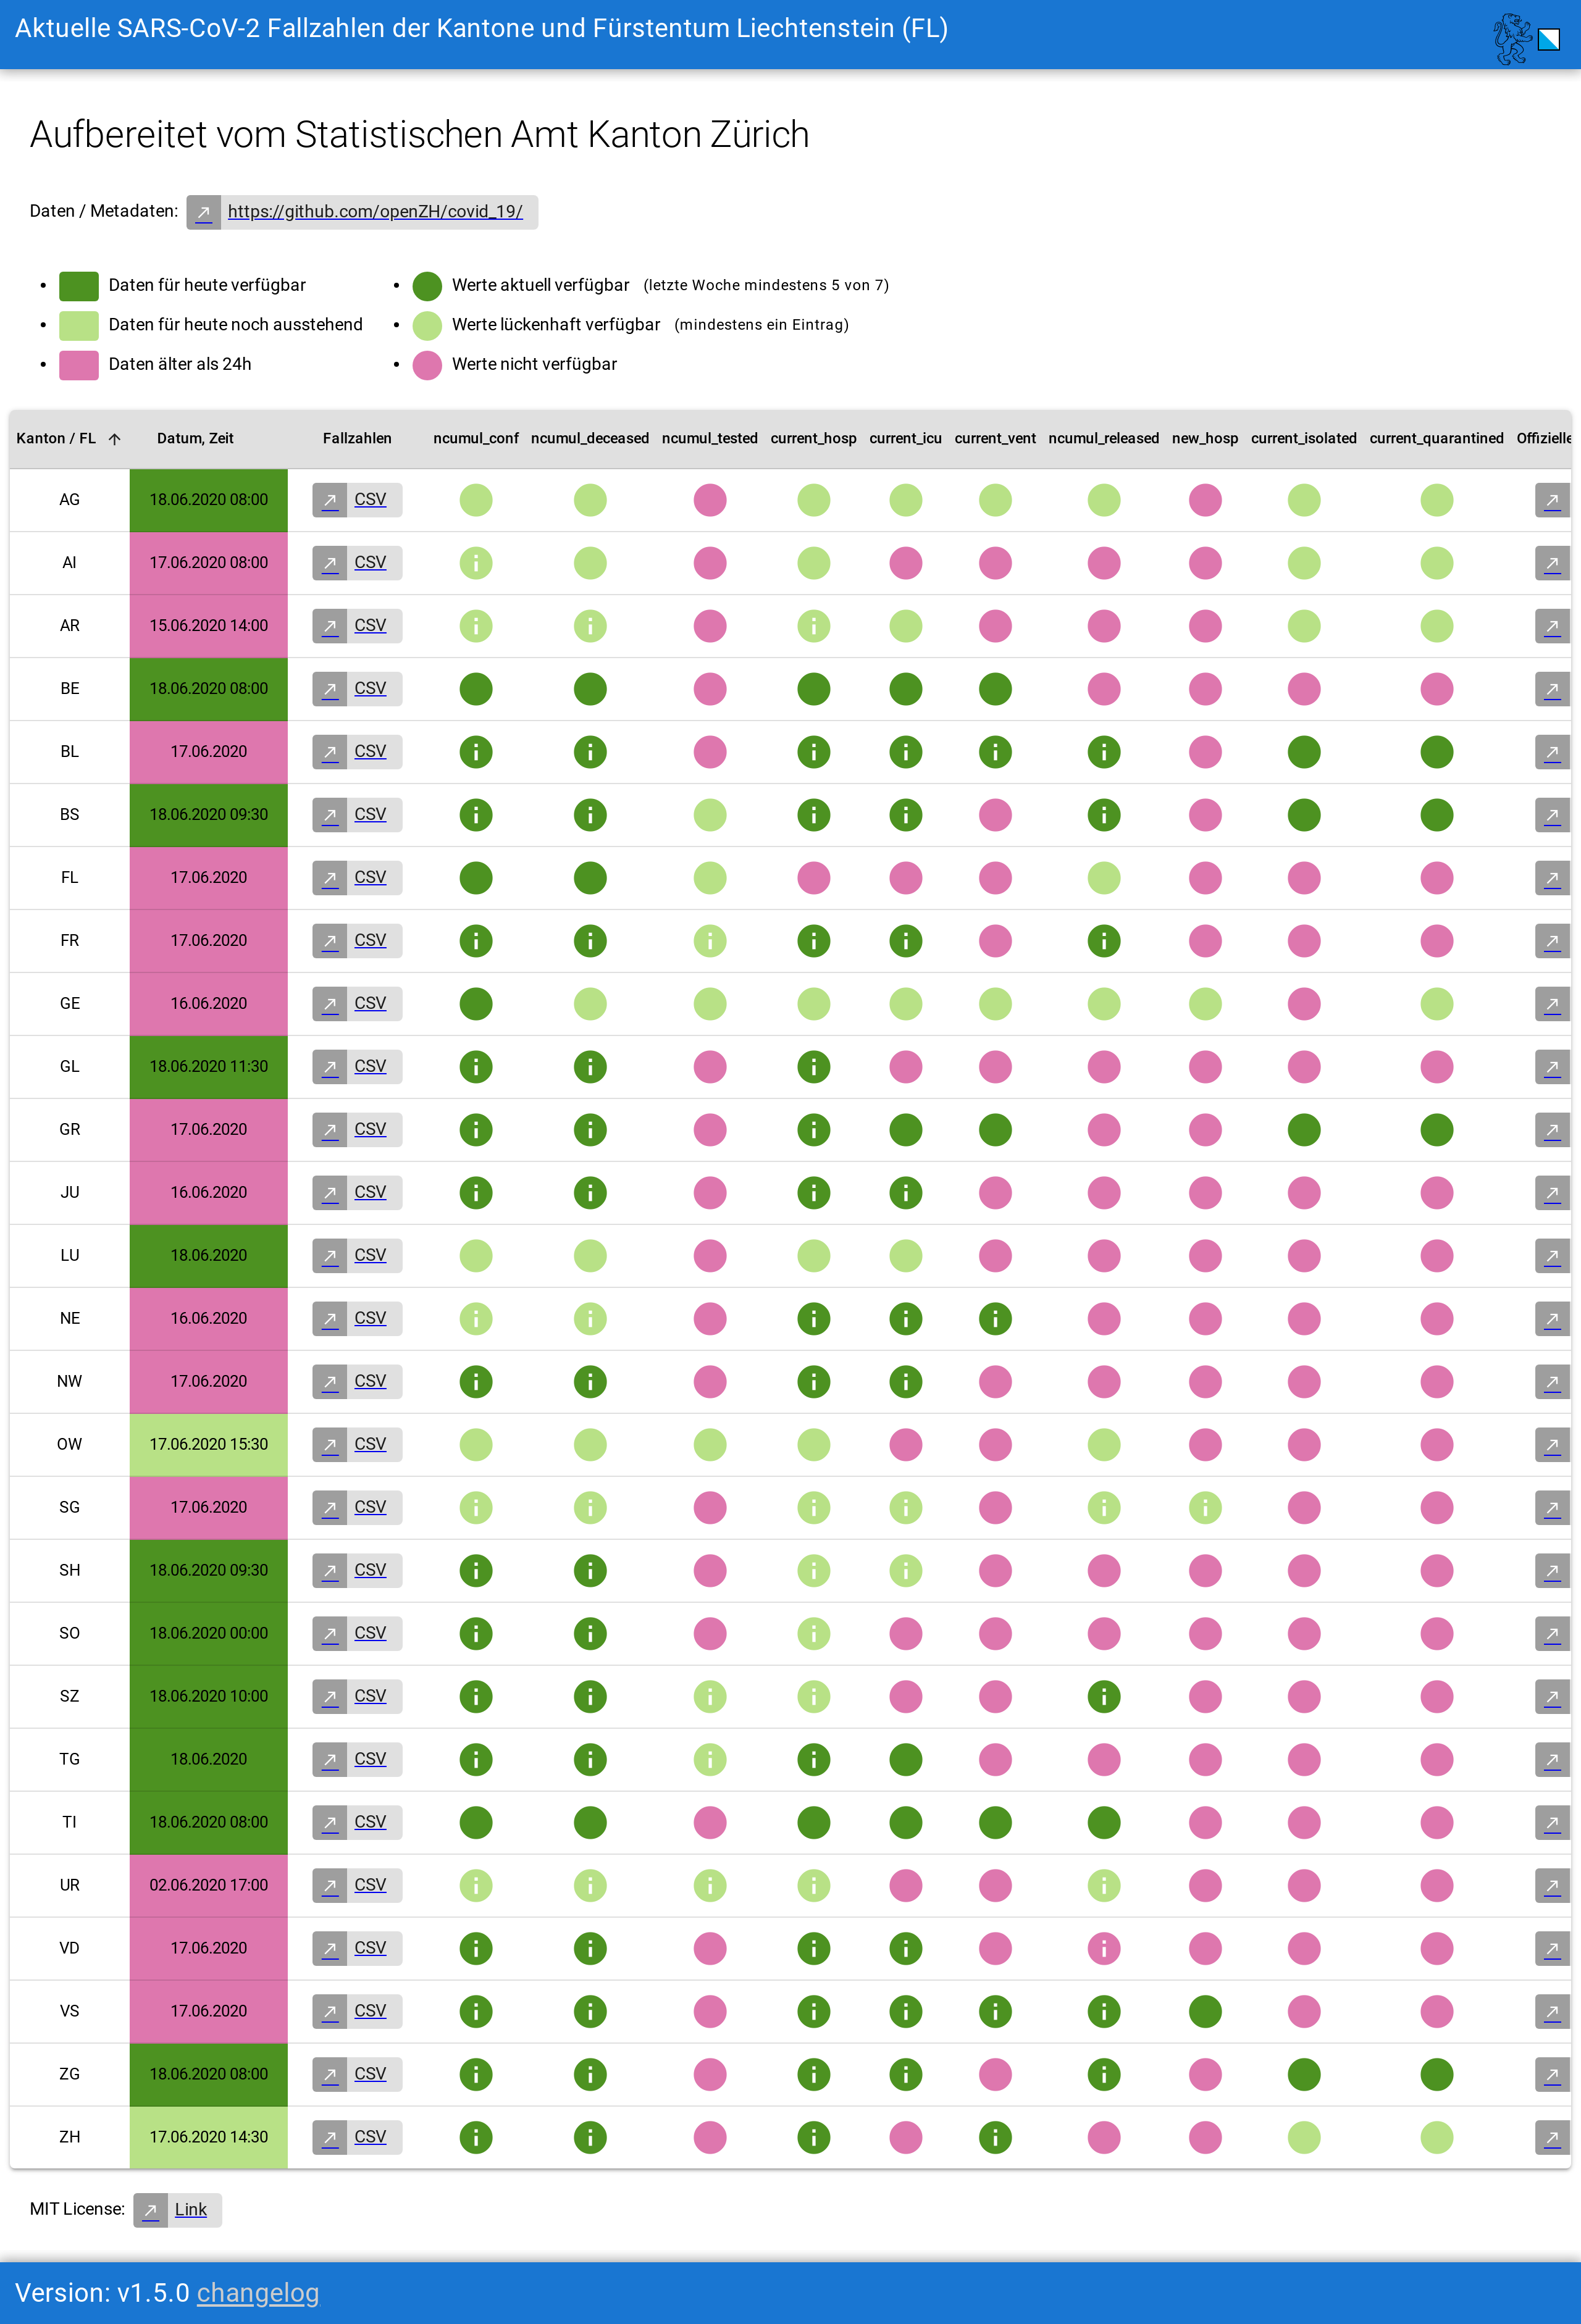 Aktuelle SARS-CoV-2 Fallzahlen der Kantone und Fürstentum Liechtenstein (FL)
Aufbereitet vom Statistischen Amt Kanton Zürich
Daten / Metadaten: https://github.com/openZH/covid_19/
Daten für heute verfügbar
Daten für heute noch ausstehend
Daten älter als 24h
Werte aktuell verfügbar (letzte Woche mindestens 5 von 7)
Werte lückenhaft verfügbar (mindestens ein Eintrag)
Werte nicht verfügbar
Kanton / FL Datum, Zeit Fallzahlen ncumul_conf ncumul_deceased ncumul_tested current_hosp current_icu current_vent ncumul_released new_hosp current_isolated current_quarantined Offizielle
AG 18.06.2020 08:00 CSV
AI 17.06.2020 08:00 CSV
AR 15.06.2020 14:00 CSV
BE 18.06.2020 08:00 CSV
BL 17.06.2020 CSV
BS 18.06.2020 09:30 CSV
FL 17.06.2020 CSV
FR 17.06.2020 CSV
GE 16.06.2020 CSV
GL 18.06.2020 11:30 CSV
GR 17.06.2020 CSV
JU 16.06.2020 CSV
LU 18.06.2020 CSV
NE 16.06.2020 CSV
NW 17.06.2020 CSV
OW 17.06.2020 15:30 CSV
SG 17.06.2020 CSV
SH 18.06.2020 09:30 CSV
SO 18.06.2020 00:00 CSV
SZ 18.06.2020 10:00 CSV
TG 18.06.2020 CSV
TI 18.06.2020 08:00 CSV
UR 02.06.2020 17:00 CSV
VD 17.06.2020 CSV
VS 17.06.2020 CSV
ZG 18.06.2020 08:00 CSV
ZH 17.06.2020 14:30 CSV
MIT License: Link
Version: v1.5.0 changelog